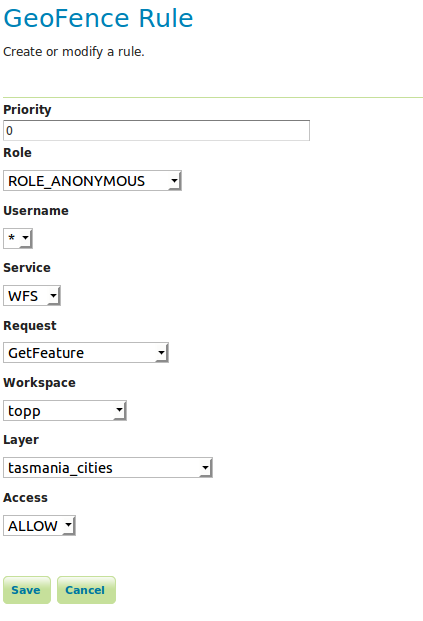 GeoFence Rule
Create or modify a rule.
Priority
0
Role
ROLE_ANONYMOUS
Username
*
Service
WFS
Request
GetFeature
Workspace
topp
Layer
tasmania_cities
Access
ALLOW
Save Cancel